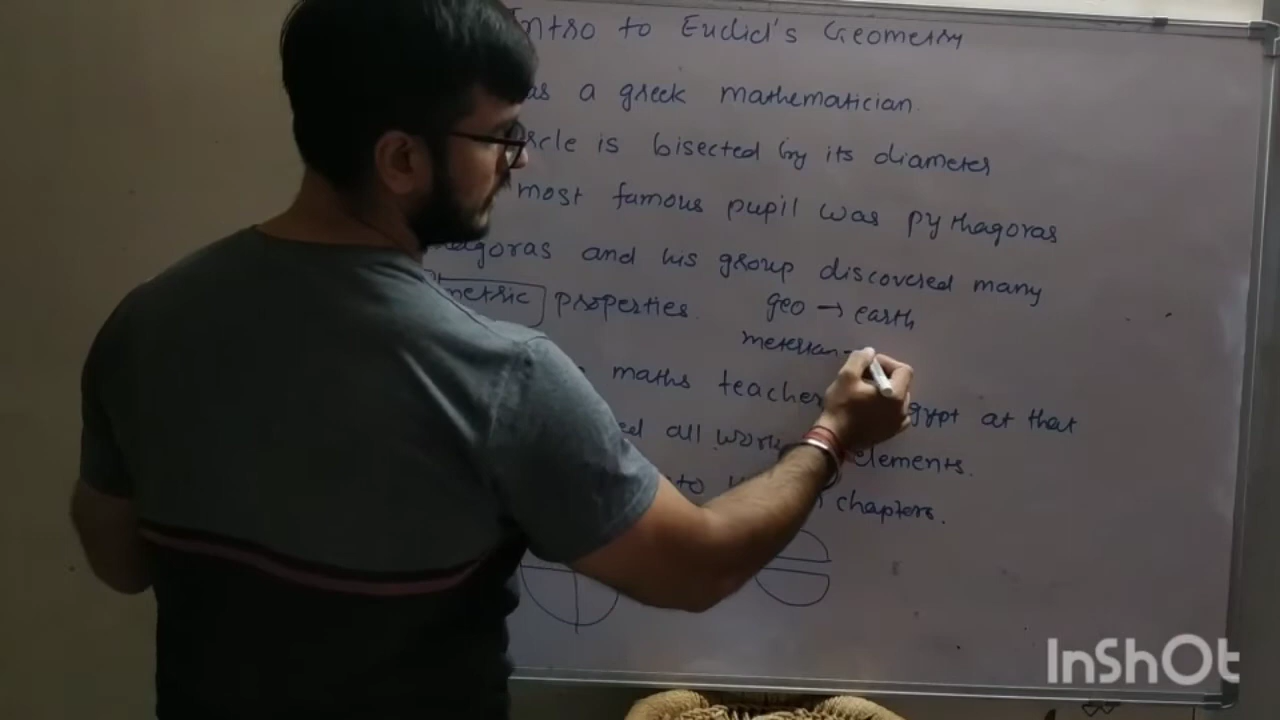 Intro to Euclid's Geometry
as a greek mathematician.
rcle is bisected by its diameter
most famous pupil was pythagoras
agoras and his group discovered many
metric properties.
geo → earth
meterian -
maths teacher gypt at that
ed all work Elements.
to chapters.
InShOt